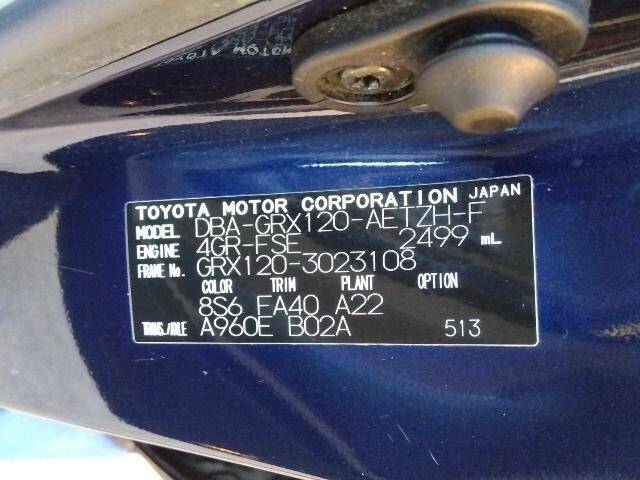 TOYOTA MOTOR CORPORATION JAPAN
MODEL DBA-GRX120-AETZH-F
ENGINE 4GR-FSE 2499 mL
FRAME No. GRX120-3023108
COLOR TRIM PLANT OPTION
8S6 FA40 A22
TRNS./AXLE A960E B02A 513